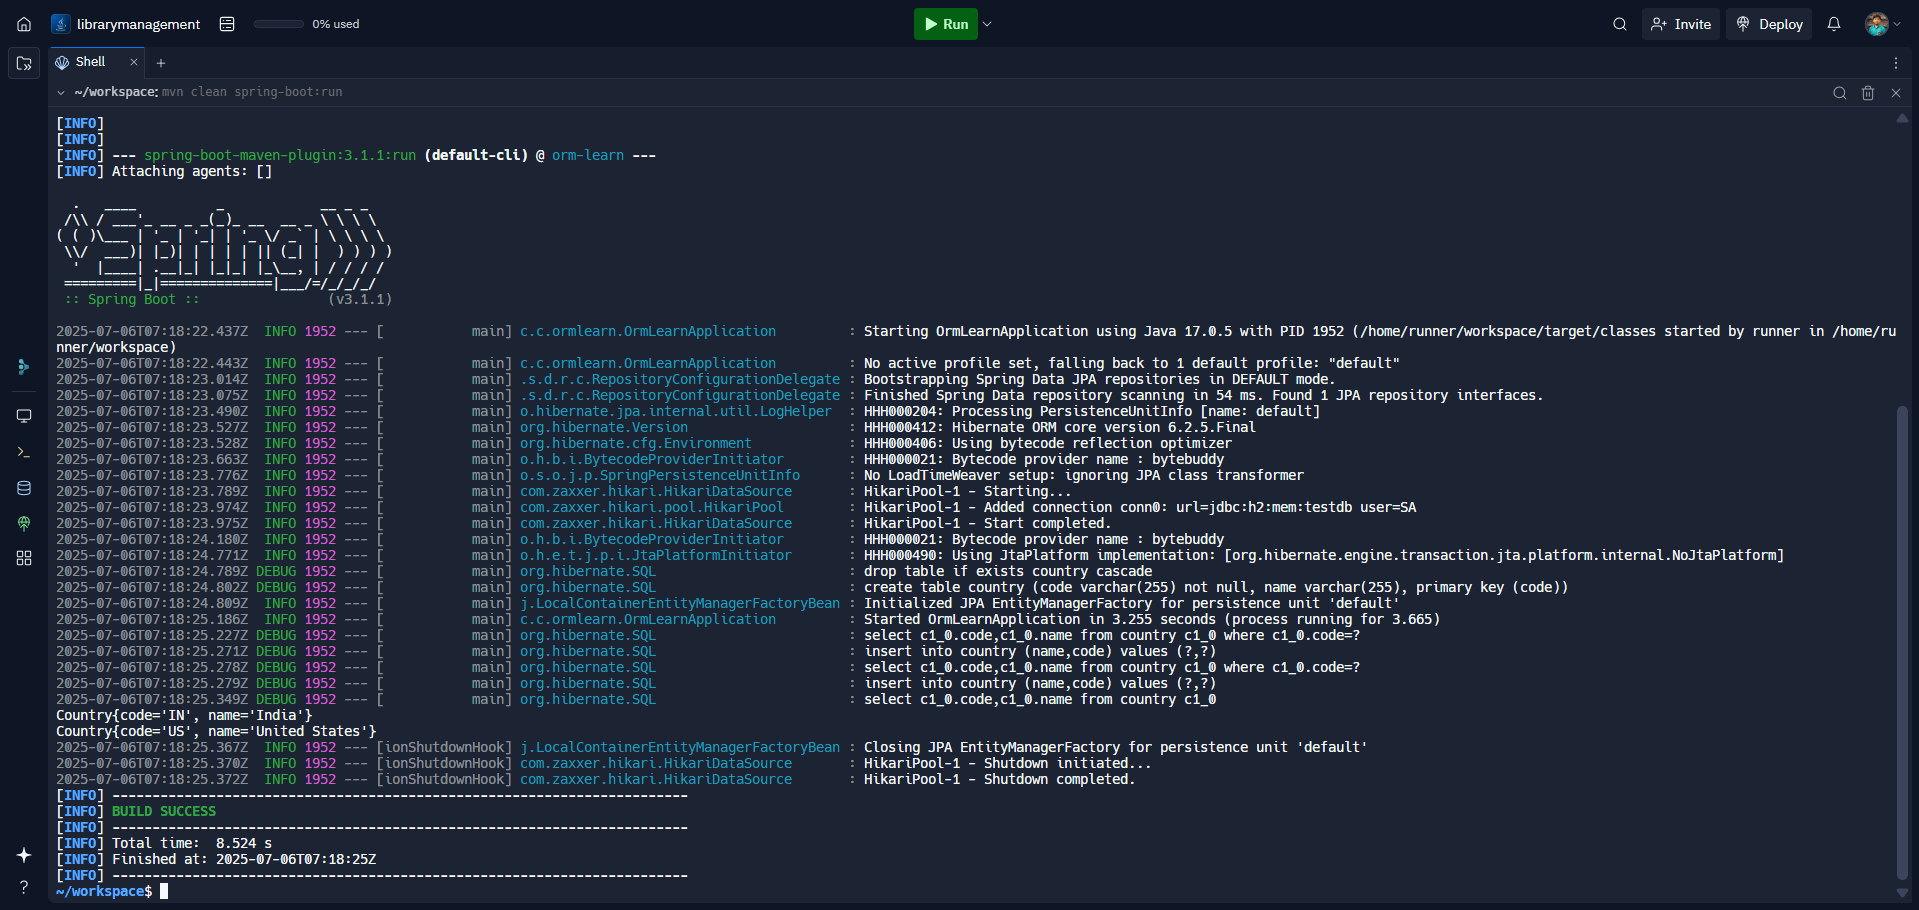 librarymanagement 0% used Run Invite Deploy
Shell
~/workspace: mvn clean spring-boot:run
[INFO]
[INFO]
[INFO] --- spring-boot-maven-plugin:3.1.1:run (default-cli) @ orm-learn ---
[INFO] Attaching agents: []
  .   ____          _            __ _ _
 /\\ / ___'_ __ _ _(_)_ __  __ _ \ \ \ \
( ( )\___ | '_ | '_| | '_ \/ _` | \ \ \ \
 \\/  ___)| |_)| | | | | || (_| |  ) ) ) )
  '  |____| .__|_| |_|_| |_\__, | / / / /
 =========|_|==============|___/=/_/_/_/
 :: Spring Boot ::                (v3.1.1)
2025-07-06T07:18:22.437Z  INFO 1952 --- [           main] c.c.ormlearn.OrmLearnApplication         : Starting OrmLearnApplication using Java 17.0.5 with PID 1952 (/home/runner/workspace/target/classes started by runner in /home/ru
nner/workspace)
2025-07-06T07:18:22.443Z  INFO 1952 --- [           main] c.c.ormlearn.OrmLearnApplication         : No active profile set, falling back to 1 default profile: "default"
2025-07-06T07:18:23.014Z  INFO 1952 --- [           main] .s.d.r.c.RepositoryConfigurationDelegate : Bootstrapping Spring Data JPA repositories in DEFAULT mode.
2025-07-06T07:18:23.075Z  INFO 1952 --- [           main] .s.d.r.c.RepositoryConfigurationDelegate : Finished Spring Data repository scanning in 54 ms. Found 1 JPA repository interfaces.
2025-07-06T07:18:23.490Z  INFO 1952 --- [           main] o.hibernate.jpa.internal.util.LogHelper  : HHH000204: Processing PersistenceUnitInfo [name: default]
2025-07-06T07:18:23.527Z  INFO 1952 --- [           main] org.hibernate.Version                    : HHH000412: Hibernate ORM core version 6.2.5.Final
2025-07-06T07:18:23.528Z  INFO 1952 --- [           main] org.hibernate.cfg.Environment            : HHH000406: Using bytecode reflection optimizer
2025-07-06T07:18:23.663Z  INFO 1952 --- [           main] o.h.b.i.BytecodeProviderInitiator        : HHH000021: Bytecode provider name : bytebuddy
2025-07-06T07:18:23.776Z  INFO 1952 --- [           main] o.s.o.j.p.SpringPersistenceUnitInfo      : No LoadTimeWeaver setup: ignoring JPA class transformer
2025-07-06T07:18:23.789Z  INFO 1952 --- [           main] com.zaxxer.hikari.HikariDataSource       : HikariPool-1 - Starting...
2025-07-06T07:18:23.974Z  INFO 1952 --- [           main] com.zaxxer.hikari.pool.HikariPool        : HikariPool-1 - Added connection conn0: url=jdbc:h2:mem:testdb user=SA
2025-07-06T07:18:23.975Z  INFO 1952 --- [           main] com.zaxxer.hikari.HikariDataSource       : HikariPool-1 - Start completed.
2025-07-06T07:18:24.180Z  INFO 1952 --- [           main] o.h.b.i.BytecodeProviderInitiator        : HHH000021: Bytecode provider name : bytebuddy
2025-07-06T07:18:24.771Z  INFO 1952 --- [           main] o.h.e.t.j.p.i.JtaPlatformInitiator       : HHH000490: Using JtaPlatform implementation: [org.hibernate.engine.transaction.jta.platform.internal.NoJtaPlatform]
2025-07-06T07:18:24.789Z DEBUG 1952 --- [           main] org.hibernate.SQL                        : drop table if exists country cascade
2025-07-06T07:18:24.802Z DEBUG 1952 --- [           main] org.hibernate.SQL                        : create table country (code varchar(255) not null, name varchar(255), primary key (code))
2025-07-06T07:18:24.809Z  INFO 1952 --- [           main] j.LocalContainerEntityManagerFactoryBean : Initialized JPA EntityManagerFactory for persistence unit 'default'
2025-07-06T07:18:25.186Z  INFO 1952 --- [           main] c.c.ormlearn.OrmLearnApplication         : Started OrmLearnApplication in 3.255 seconds (process running for 3.665)
2025-07-06T07:18:25.227Z DEBUG 1952 --- [           main] org.hibernate.SQL                        : select c1_0.code,c1_0.name from country c1_0 where c1_0.code=?
2025-07-06T07:18:25.271Z DEBUG 1952 --- [           main] org.hibernate.SQL                        : insert into country (name,code) values (?,?)
2025-07-06T07:18:25.278Z DEBUG 1952 --- [           main] org.hibernate.SQL                        : select c1_0.code,c1_0.name from country c1_0 where c1_0.code=?
2025-07-06T07:18:25.279Z DEBUG 1952 --- [           main] org.hibernate.SQL                        : insert into country (name,code) values (?,?)
2025-07-06T07:18:25.349Z DEBUG 1952 --- [           main] org.hibernate.SQL                        : select c1_0.code,c1_0.name from country c1_0
Country{code='IN', name='India'}
Country{code='US', name='United States'}
2025-07-06T07:18:25.367Z  INFO 1952 --- [ionShutdownHook] j.LocalContainerEntityManagerFactoryBean : Closing JPA EntityManagerFactory for persistence unit 'default'
2025-07-06T07:18:25.370Z  INFO 1952 --- [ionShutdownHook] com.zaxxer.hikari.HikariDataSource       : HikariPool-1 - Shutdown initiated...
2025-07-06T07:18:25.372Z  INFO 1952 --- [ionShutdownHook] com.zaxxer.hikari.HikariDataSource       : HikariPool-1 - Shutdown completed.
[INFO] ------------------------------------------------------------------------
[INFO] BUILD SUCCESS
[INFO] ------------------------------------------------------------------------
[INFO] Total time:  8.524 s
[INFO] Finished at: 2025-07-06T07:18:25Z
[INFO] ------------------------------------------------------------------------
~/workspace$